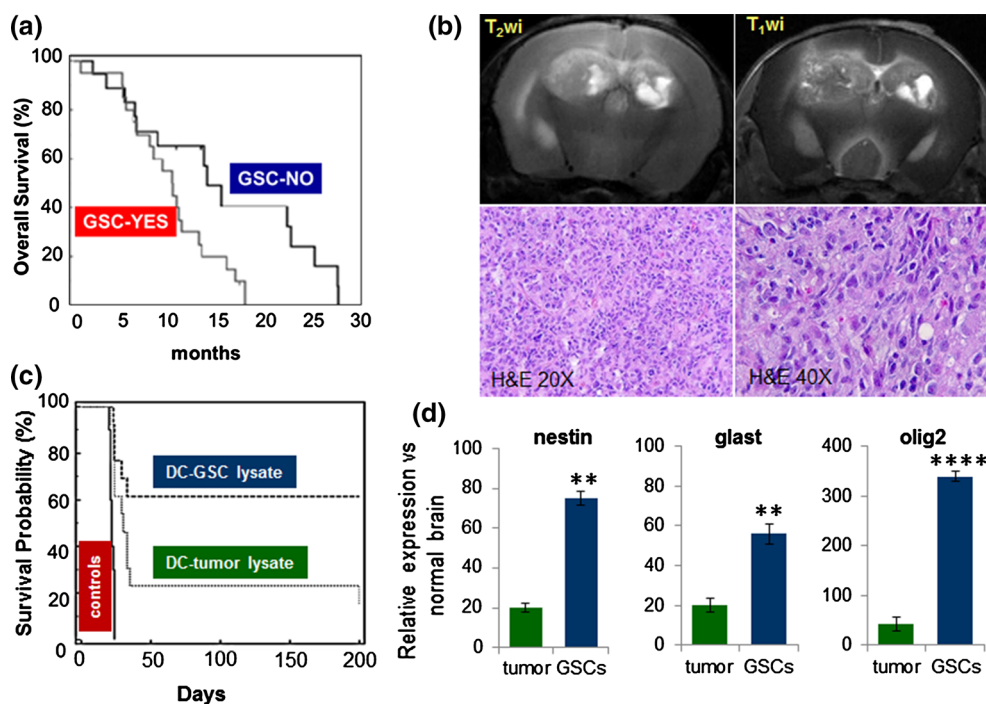 (a)
Overall Survival (%)
100
80
60
40
20
0
GSC-NO
GSC-YES
0 5 10 15 20 25 30
months
(b)
T2wi
T1wi
H&E 20X
H&E 40X
(c)
Survival Probability (%)
100
80
60
40
20
0
DC-GSC lysate
DC-tumor lysate
controls
0 50 100 150 200
Days
(d)
Relative expression vs
normal brain
nestin
100
80
60
40
20
0
**
tumor GSCs
glast
100
80
60
40
20
0
**
tumor GSCs
olig2
400
300
200
100
0
****
tumor GSCs